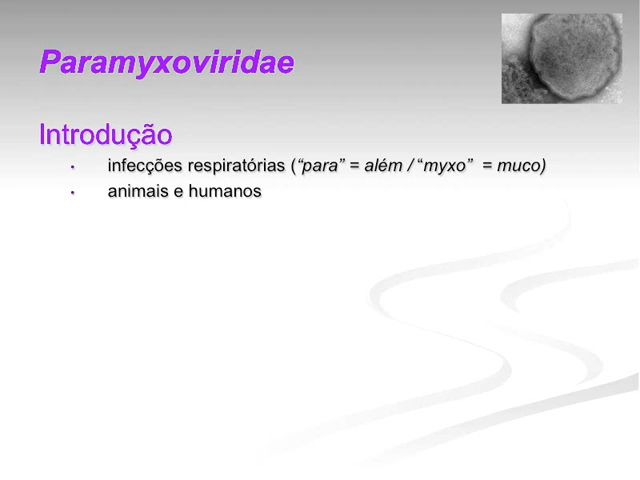 Paramyxoviridae
Introdução
• infecções respiratórias (“para” = além / “myxo” = muco)
• animais e humanos